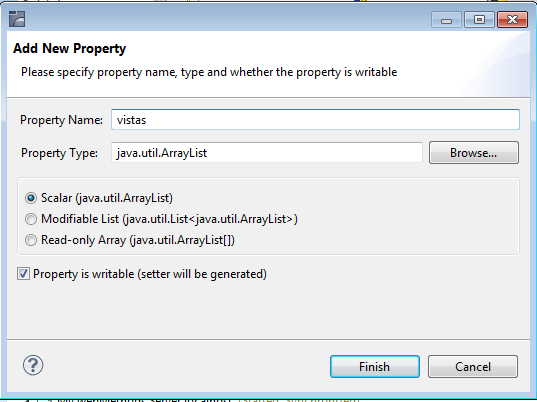 Add New Property
Please specify property name, type and whether the property is writable
Property Name: vistas
Property Type: java.util.ArrayList Browse...
Scalar (java.util.ArrayList)
Modifiable List (java.util.List<java.util.ArrayList>)
Read-only Array (java.util.ArrayList[])
Property is writable (setter will be generated)
? Finish Cancel